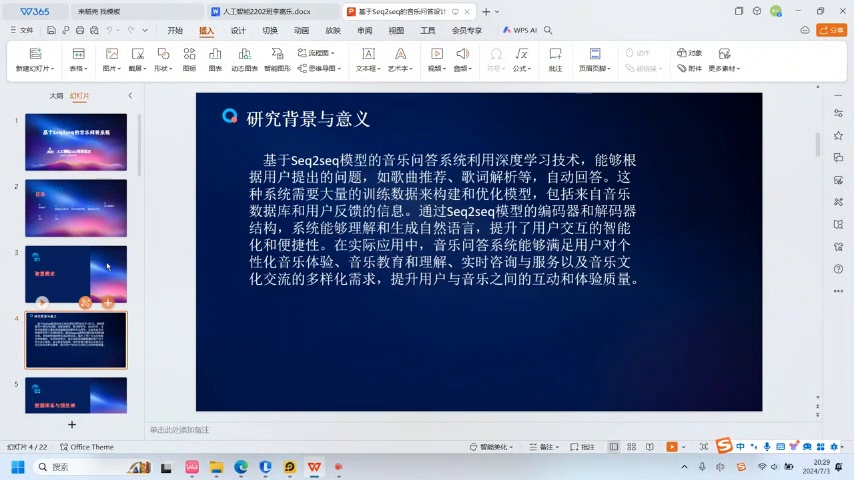 W365
来稿亮 找模板
人工智能2202班李嘉乐.docx
基于Seq2seq的音乐问答设计
文件
开始
插入
设计
切换
动画
放映
审阅
视图
工具
会员专享
WPS AI
分享
新建幻灯片
表格
图片
截屏
形状
图标
图表
动态图表
智能图形
流程图
思维导图
文本框
艺术字
视频
音频
符号
公式
批注
页眉页脚
动作
超链接
对象
附件
更多素材
大纲
幻灯片
1
基于Seq2seq的音乐问答系统
2
目录
3
01
背景需求
4
研究背景与意义
5
02
数据准备与预处理
研究背景与意义
基于Seq2seq模型的音乐问答系统利用深度学习技术，能够根
据用户提出的问题，如歌曲推荐、歌词解析等，自动回答。这
种系统需要大量的训练数据来构建和优化模型，包括来自音乐
数据库和用户反馈的信息。通过Seq2seq模型的编码器和解码器
结构，系统能够理解和生成自然语言，提升了用户交互的智能
化和便捷性。在实际应用中，音乐问答系统能够满足用户对个
性化音乐体验、音乐教育和理解、实时咨询与服务以及音乐文
化交流的多样化需求，提升用户与音乐之间的互动和体验质量。
单击此处添加备注
幻灯片 4 / 22
Office Theme
智能美化
备注
批注
中
搜索
中
20:29
2024/7/3